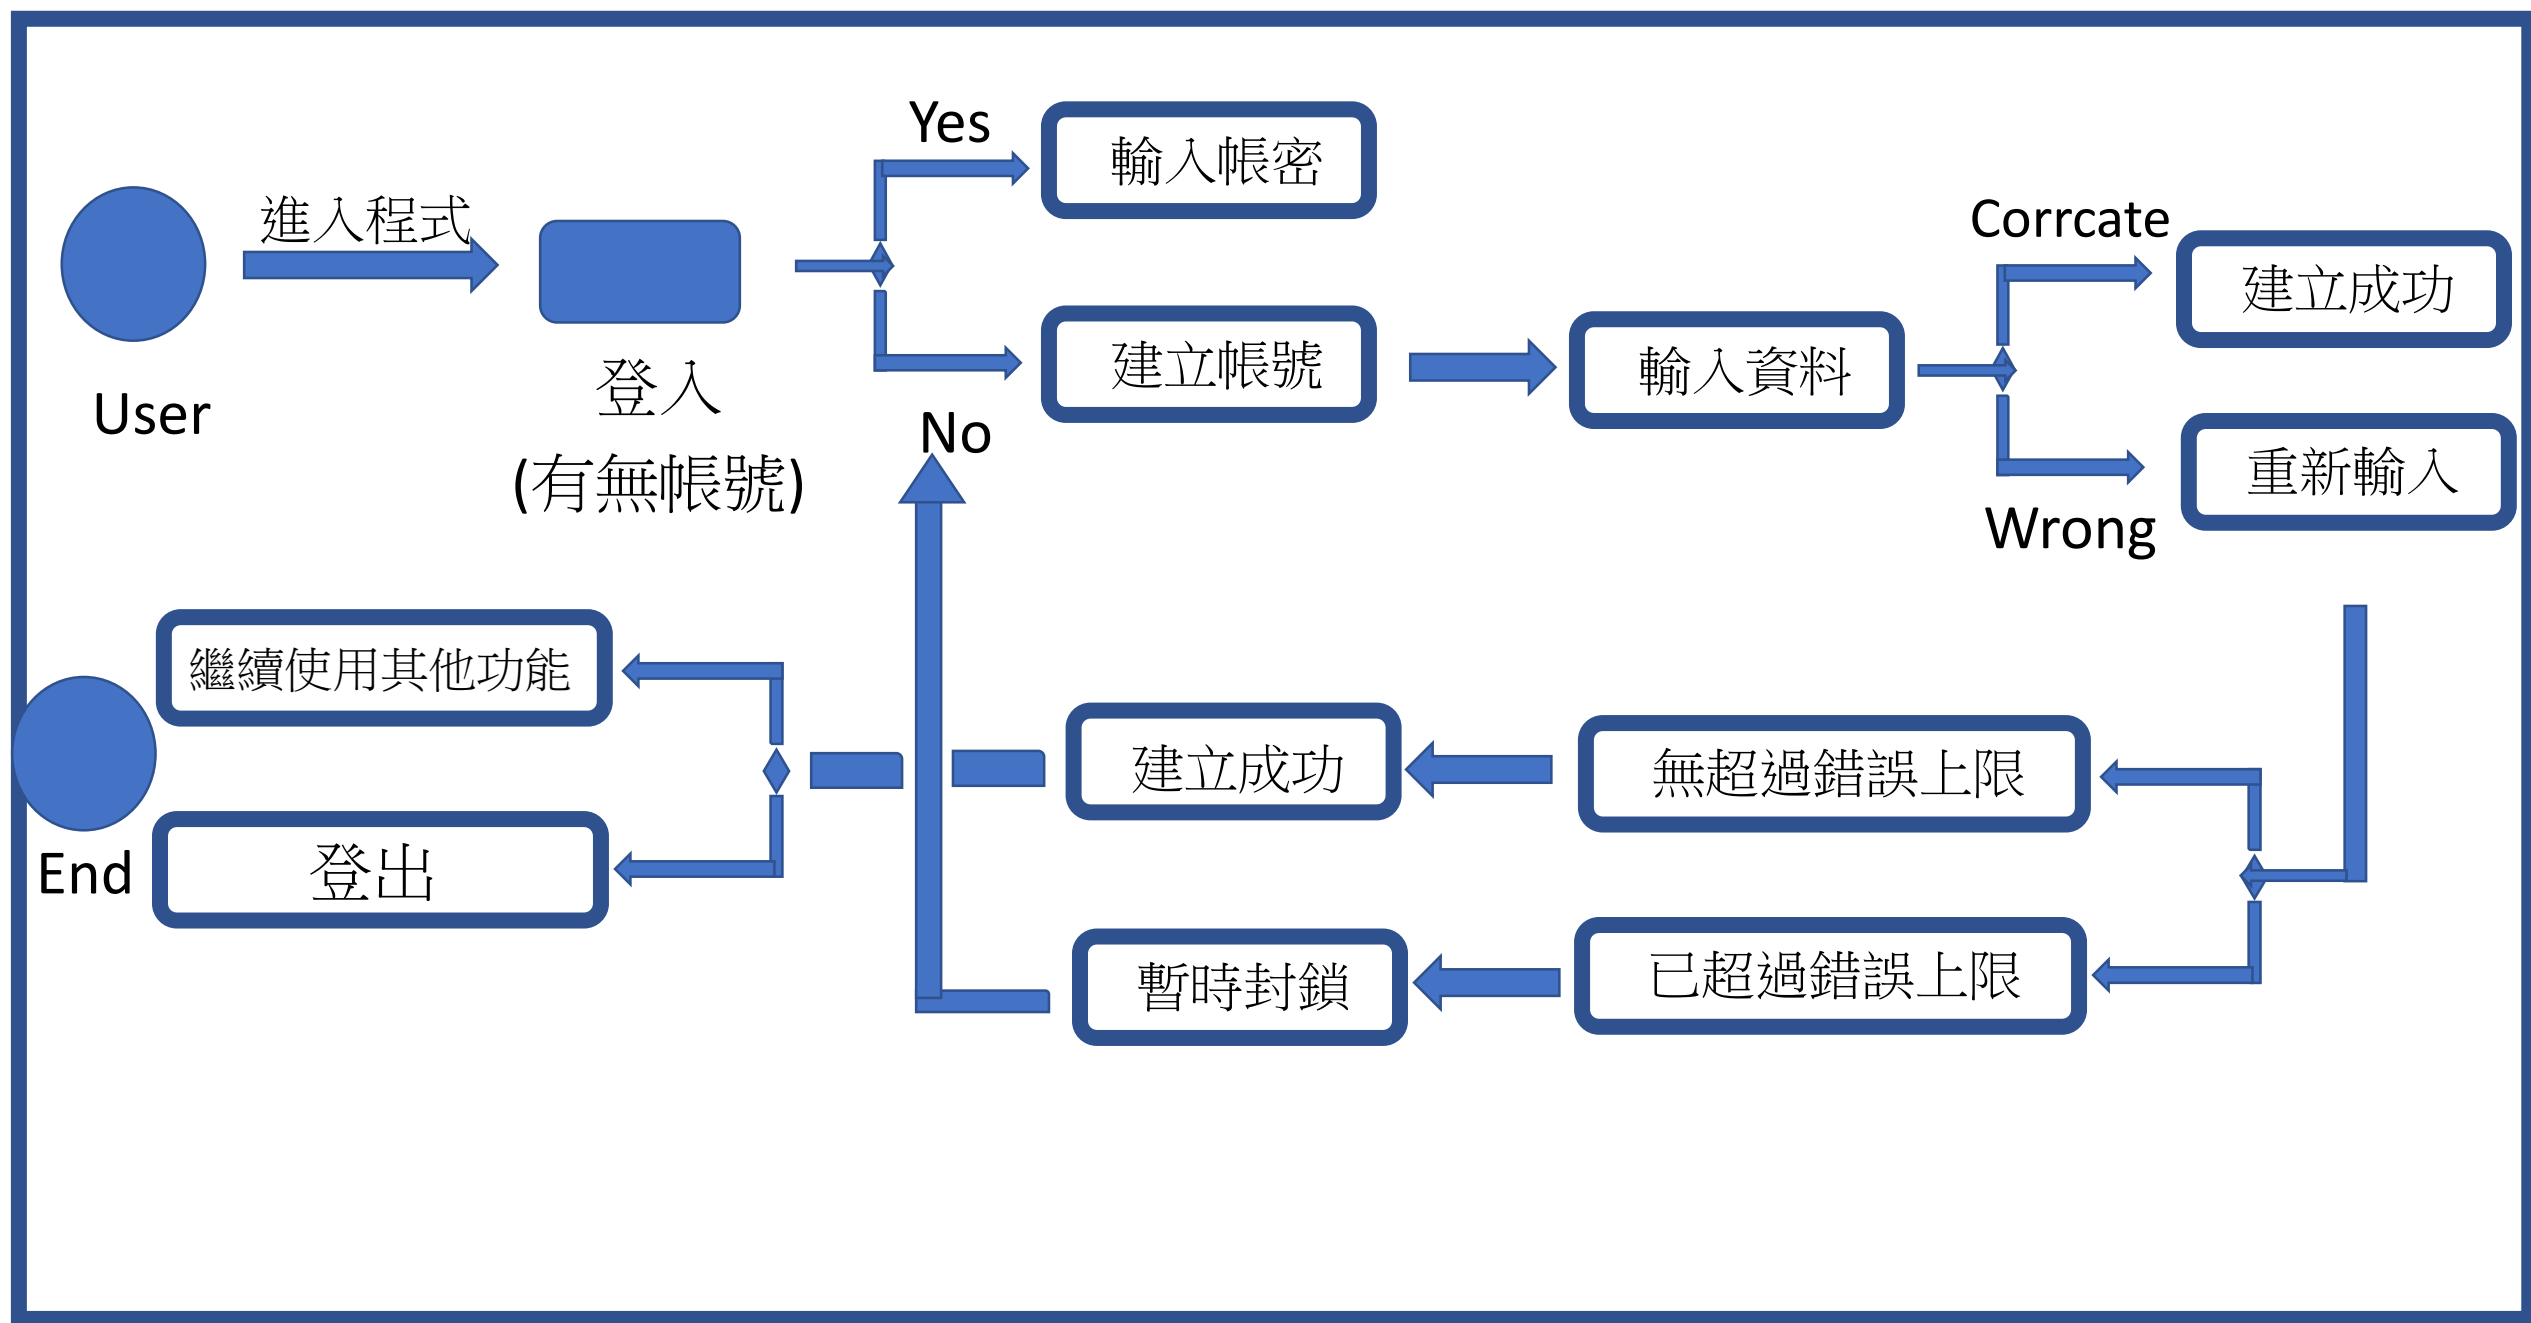 Yes
輸入帳密
進入程式
Corrcate
建立成功
User
登入
(有無帳號)
建立帳號
No
輸入資料
重新輸入
Wrong
繼續使用其他功能
建立成功
無超過錯誤上限
End
登出
暫時封鎖
已超過錯誤上限